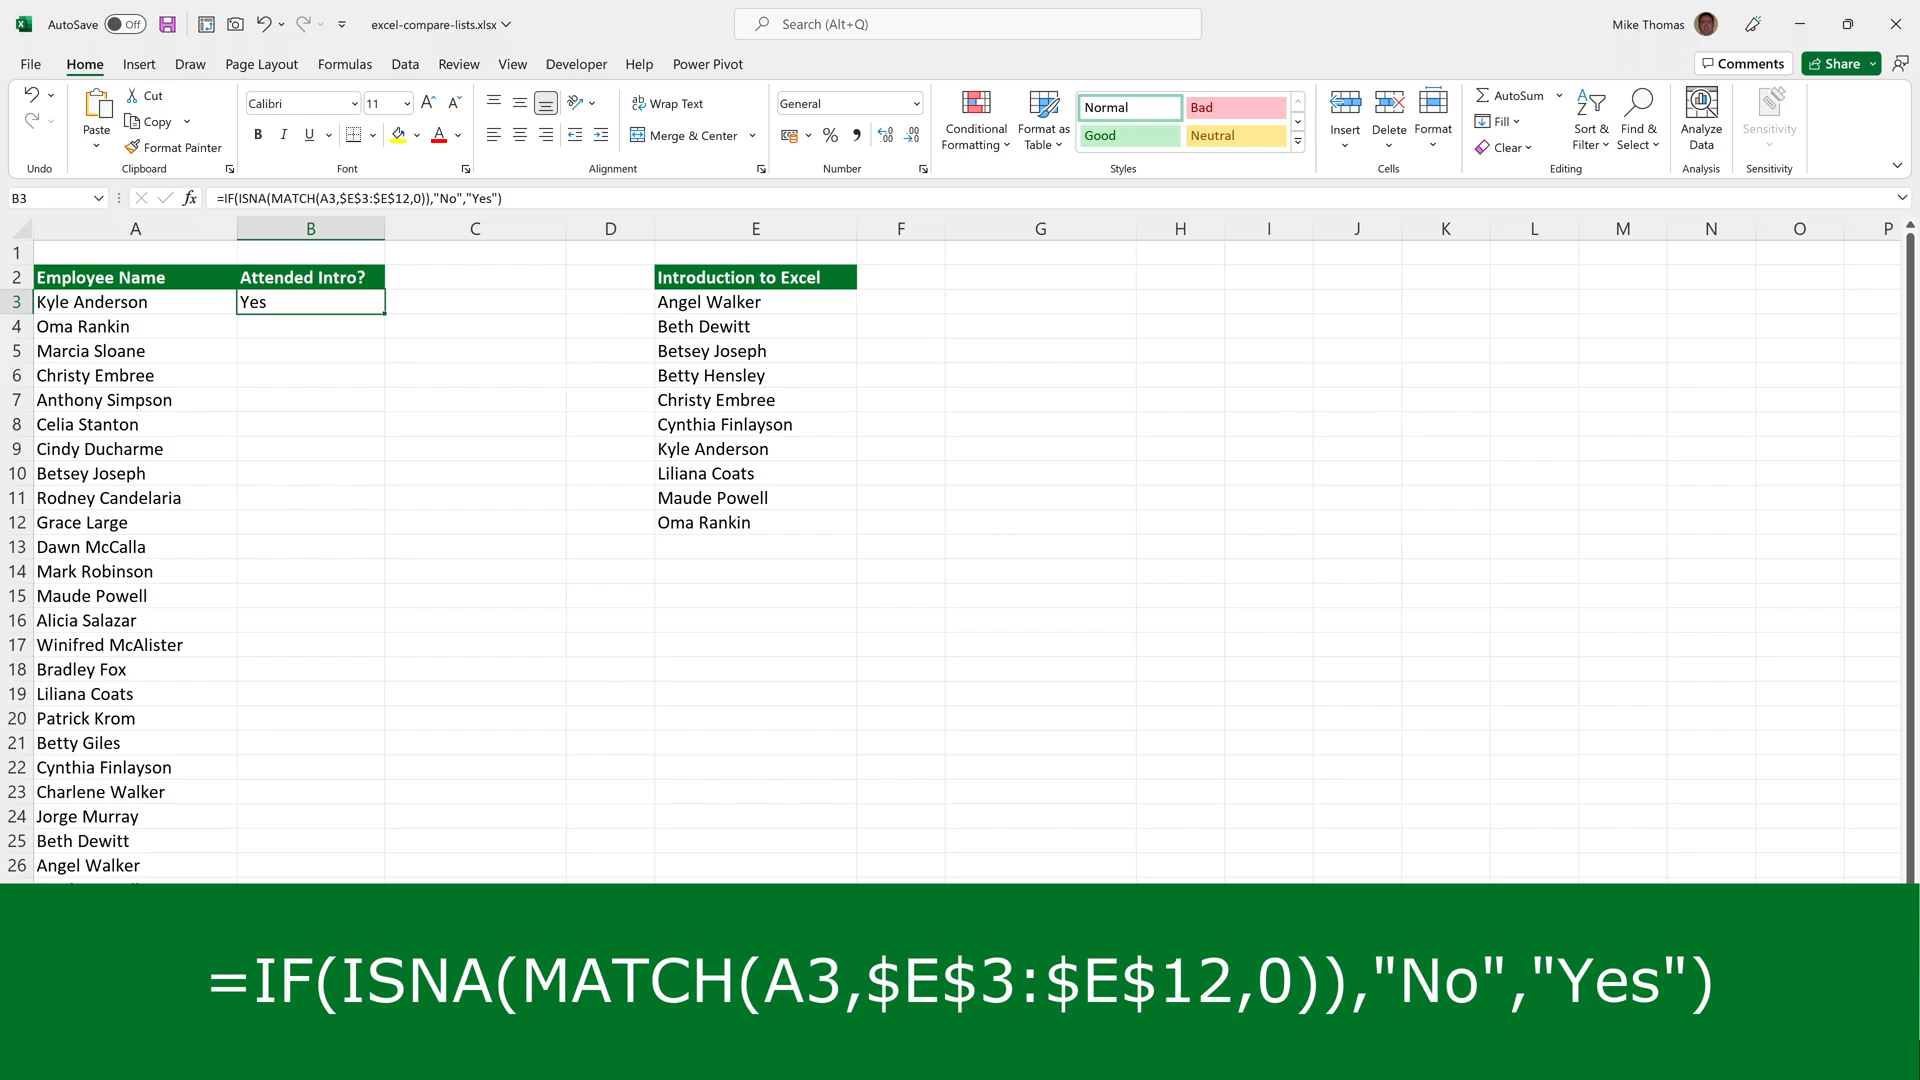 AutoSave Off excel-compare-lists.xlsx Search (Alt+Q) Mike Thomas
File Home Insert Draw Page Layout Formulas Data Review View Developer Help Power Pivot Comments Share
Paste Cut Copy Format Painter
Calibri 11 B I U A A A
Wrap Text Merge & Center
General % 9 .00
Conditional Formatting Format as Table Normal Bad Good Neutral
Insert Delete Format
AutoSum Fill Clear Sort & Filter Find & Select
Analyze Data Sensitivity
Undo Clipboard Font Alignment Number Styles Cells Editing Analysis Sensitivity
B3 fx =IF(ISNA(MATCH(A3,$E$3:$E$12,0)),"No","Yes")
A B C D E F G H I J K L M N O P
1
2 Employee Name Attended Intro? Introduction to Excel
3 Kyle Anderson Yes Angel Walker
4 Oma Rankin Beth Dewitt
5 Marcia Sloane Betsey Joseph
6 Christy Embree Betty Hensley
7 Anthony Simpson Christy Embree
8 Celia Stanton Cynthia Finlayson
9 Cindy Ducharme Kyle Anderson
10 Betsey Joseph Liliana Coats
11 Rodney Candelaria Maude Powell
12 Grace Large Oma Rankin
13 Dawn McCalla
14 Mark Robinson
15 Maude Powell
16 Alicia Salazar
17 Winifred McAlister
18 Bradley Fox
19 Liliana Coats
20 Patrick Krom
21 Betty Giles
22 Cynthia Finlayson
23 Charlene Walker
24 Jorge Murray
25 Beth Dewitt
26 Angel Walker
=IF(ISNA(MATCH(A3,$E$3:$E$12,0)),"No","Yes")